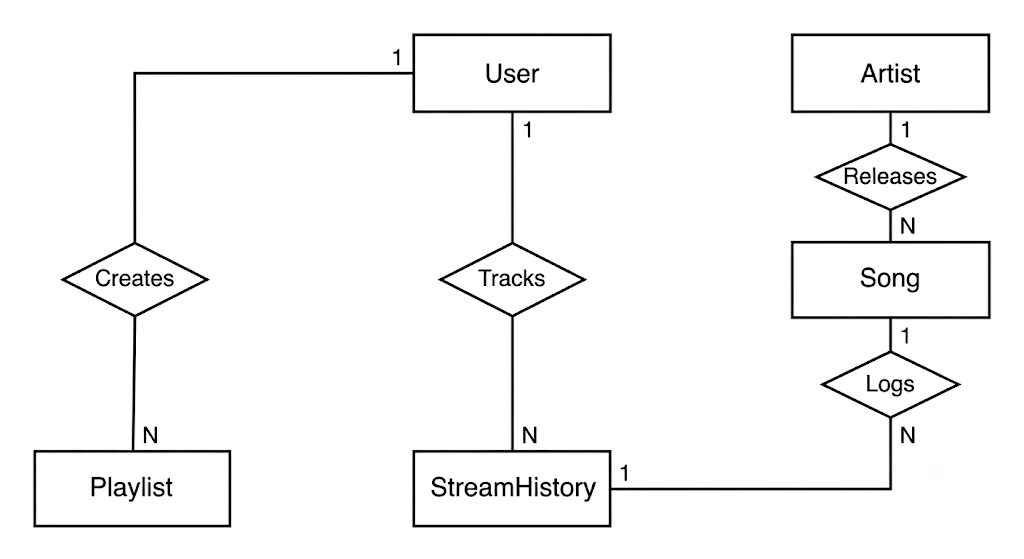 1
User
Artist
1
1
Releases
N
Creates
Tracks
Song
1
Logs
N
N
N
Playlist
StreamHistory
1